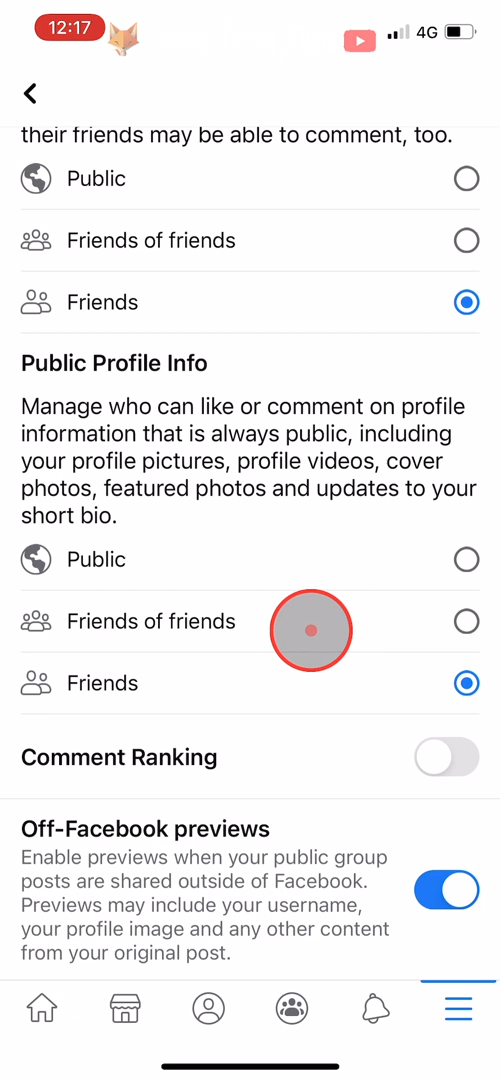 12:17
4G
their friends may be able to comment, too.
Public
Friends of friends
Friends
Public Profile Info
Manage who can like or comment on profile
information that is always public, including
your profile pictures, profile videos, cover
photos, featured photos and updates to your
short bio.
Public
Friends of friends
Friends
Comment Ranking
Off-Facebook previews
Enable previews when your public group
posts are shared outside of Facebook.
Previews may include your username,
your profile image and any other content
from your original post.